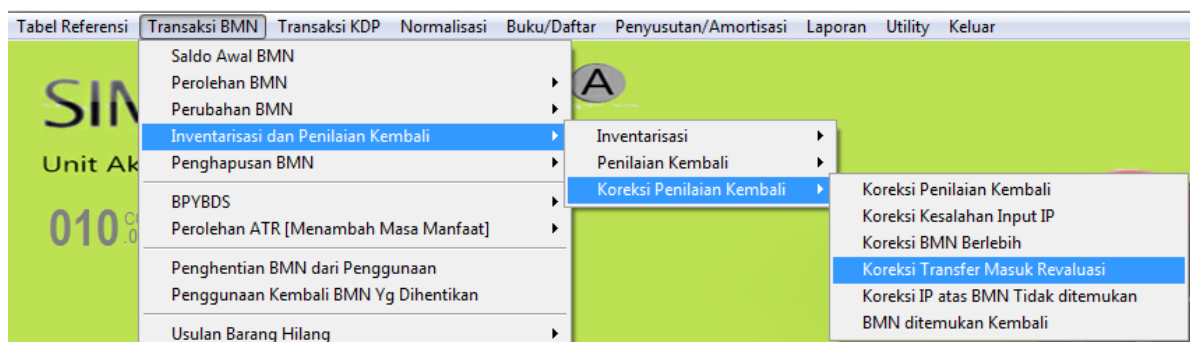 Tabel Referensi Transaksi BMN Transaksi KDP Normalisasi Buku/Daftar Penyusutan/Amortisasi Laporan Utility Keluar
Saldo Awal BMN
Perolehan BMN
Perubahan BMN
Inventarisasi dan Penilaian Kembali
Penghapusan BMN
BPYBDS
Perolehan ATR [Menambah Masa Manfaat]
Penghentian BMN dari Penggunaan
Penggunaan Kembali BMN Yg Dihentikan
Usulan Barang Hilang
Inventarisasi
Penilaian Kembali
Koreksi Penilaian Kembali
Koreksi Penilaian Kembali
Koreksi Kesalahan Input IP
Koreksi BMN Berlebih
Koreksi Transfer Masuk Revaluasi
Koreksi IP atas BMN Tidak ditemukan
BMN ditemukan Kembali
SIM
A
Unit Ak
010